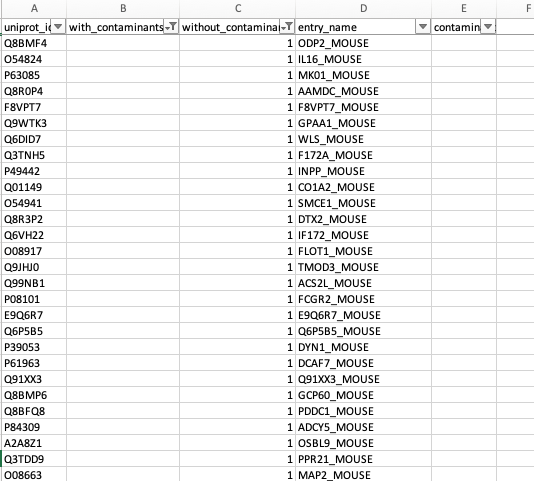 A B C D E F
uniprot_i with_contaminants without_contamina entry_name contamin
Q8BMF4 1 ODP2_MOUSE
O54824 1 IL16_MOUSE
P63085 1 MK01_MOUSE
Q8R0P4 1 AAMDC_MOUSE
F8VPT7 1 F8VPT7_MOUSE
Q9WTK3 1 GPAA1_MOUSE
Q6DID7 1 WLS_MOUSE
Q3TNH5 1 F172A_MOUSE
P49442 1 INPP_MOUSE
Q01149 1 CO1A2_MOUSE
O54941 1 SMCE1_MOUSE
Q8R3P2 1 DTX2_MOUSE
Q6VH22 1 IF172_MOUSE
O08917 1 FLOT1_MOUSE
Q9JHJ0 1 TMOD3_MOUSE
Q99NB1 1 ACS2L_MOUSE
P08101 1 FCGR2_MOUSE
E9Q6R7 1 E9Q6R7_MOUSE
Q6P5B5 1 Q6P5B5_MOUSE
P39053 1 DYN1_MOUSE
P61963 1 DCAF7_MOUSE
Q91XX3 1 Q91XX3_MOUSE
Q8BMP6 1 GCP60_MOUSE
Q8BFQ8 1 PDDC1_MOUSE
P84309 1 ADCY5_MOUSE
A2A8Z1 1 OSBL9_MOUSE
Q3TDD9 1 PPR21_MOUSE
O08663 1 MAP2_MOUSE